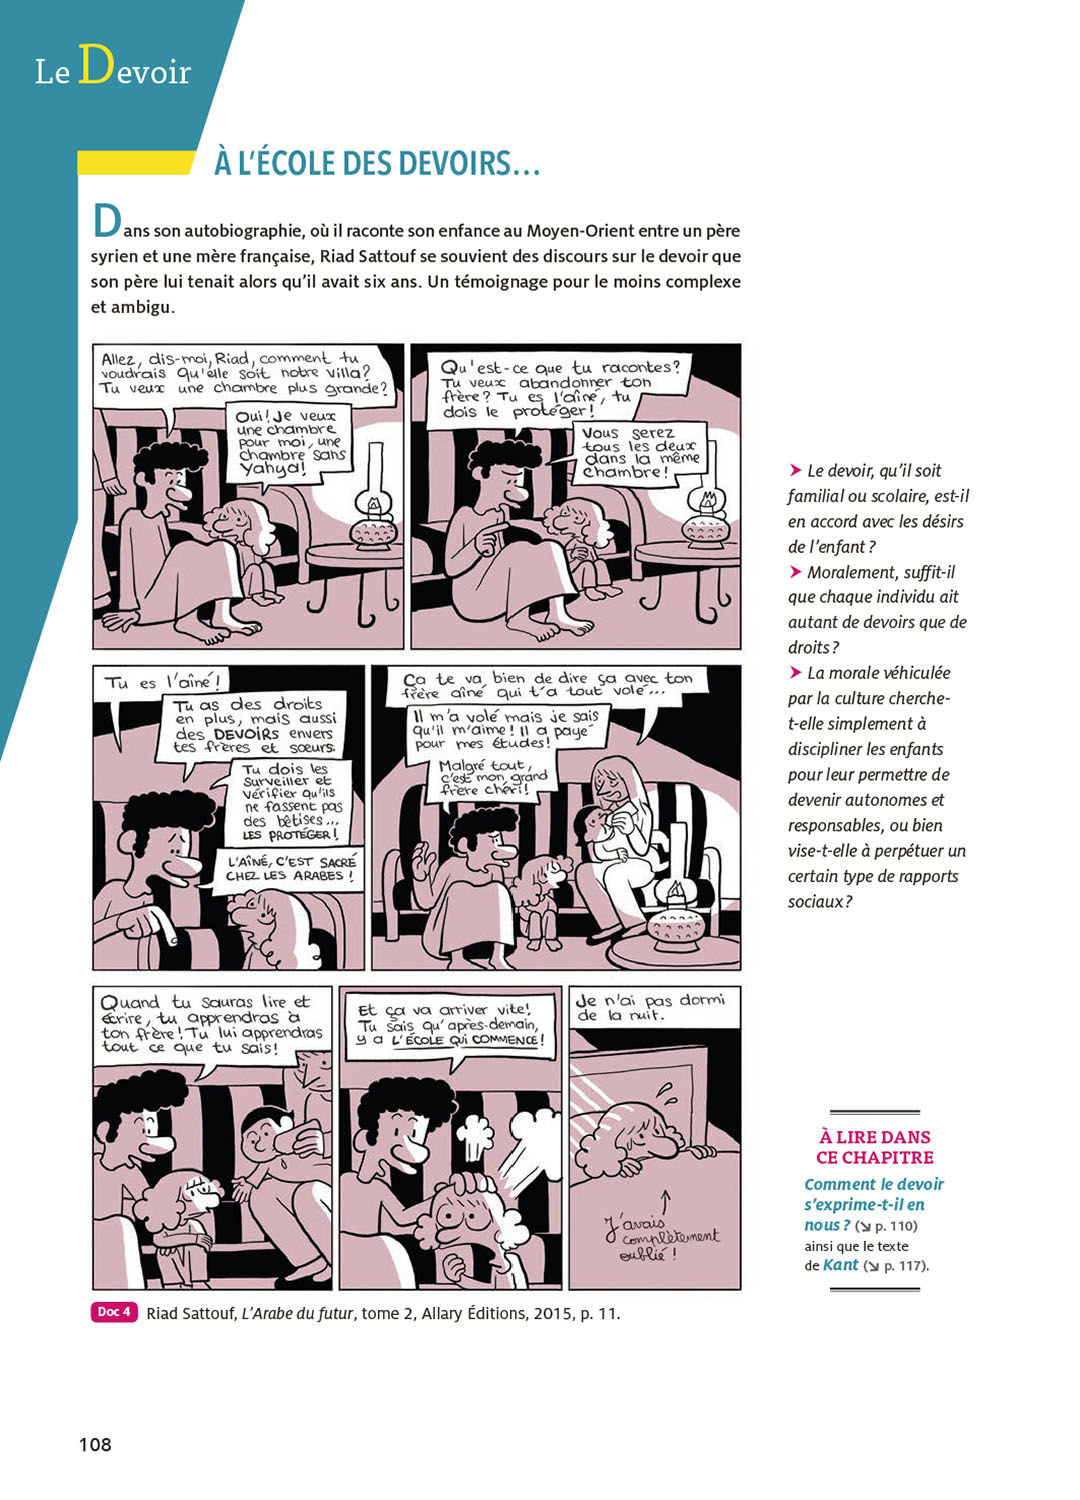 Le Devoir
À L'ÉCOLE DES DEVOIRS…
Dans son autobiographie, où il raconte son enfance au Moyen-Orient entre un père
syrien et une mère française, Riad Sattouf se souvient des discours sur le devoir que
son père lui tenait alors qu'il avait six ans. Un témoignage pour le moins complexe
et ambigu.
Allez, dis-moi, Riad, comment tu
voudrais qu'elle soit notre villa?
Tu veux une chambre plus grande?
Oui! Je veux
une chambre
pour moi, une
chambre sans
Yahya!
Qu'est-ce que tu racontes?
Tu veux abandonner ton
frère? Tu es l'aîné, tu
dois le protéger!
Vous serez
tous les deux
dans la même
chambre!
Tu es l'aîné!
Tu as des droits
en plus, mais aussi
des DEVOIRS envers
tes frères et sœurs.
Tu dois les
surveiller et
vérifier qu'ils
ne fassent pas
des bêtises...
LES PROTÉGER!
L'AÎNÉ, C'EST SACRÉ
CHEZ LES ARABES!
Ça te va bien de dire ça avec ton
frère aîné qui t'a tout volé...
Il m'a volé mais je sais
qu'il m'aime! Il a payé
pour mes études!
Malgré tout,
c'est mon grand
frère chéri!
Quand tu sauras lire et
écrire, tu apprendras à
ton frère! Tu lui apprendras
tout ce que tu sais!
Et ça va arriver vite!
Tu sais qu'après-demain,
y a L'ÉCOLE QUI COMMENCE!
Je n'ai pas dormi
de la nuit.
J'avais
complètement
oublié!
Doc 4 Riad Sattouf, L'Arabe du futur, tome 2, Allary Éditions, 2015, p. 11.
➤ Le devoir, qu'il soit
familial ou scolaire, est-il
en accord avec les désirs
de l'enfant ?
➤ Moralement, suffit-il
que chaque individu ait
autant de devoirs que de
droits ?
➤ La morale véhiculée
par la culture cherche-
t-elle simplement à
discipliner les enfants
pour leur permettre de
devenir autonomes et
responsables, ou bien
vise-t-elle à perpétuer un
certain type de rapports
sociaux ?
À LIRE DANS
CE CHAPITRE
Comment le devoir
s'exprime-t-il en
nous ? (↘ p. 110)
ainsi que le texte
de Kant (↘ p. 117).
108